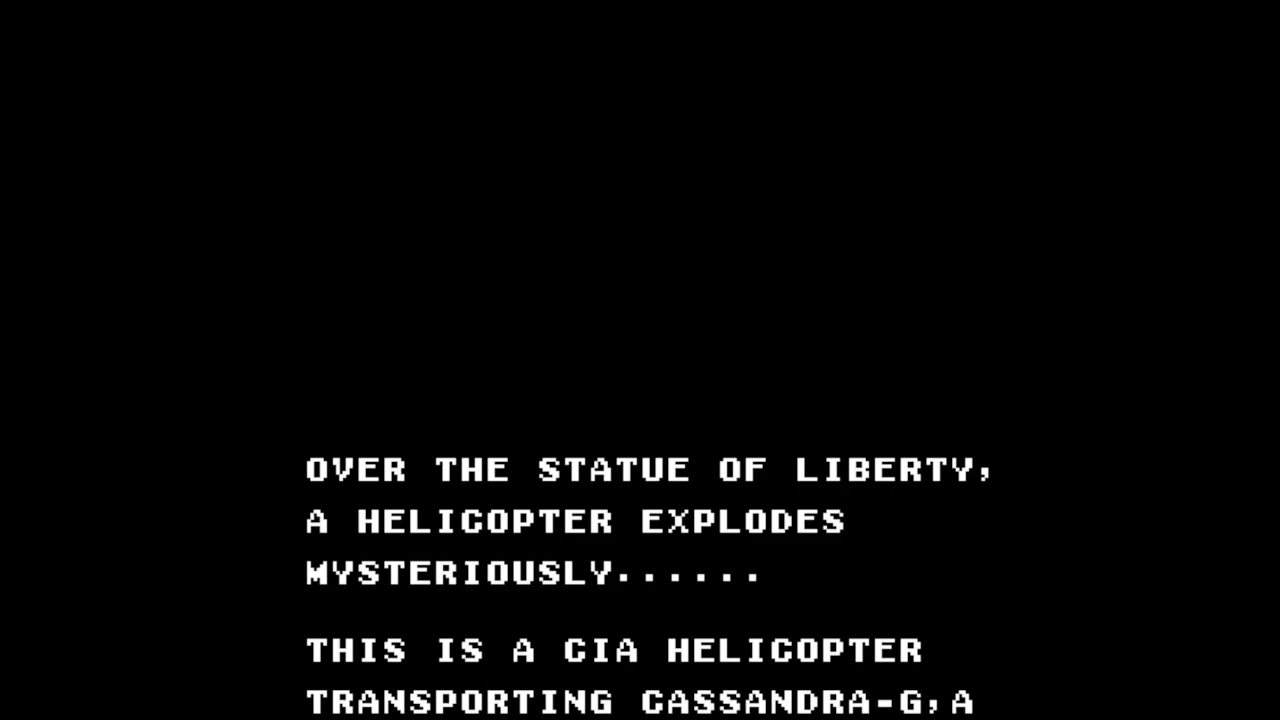 OVER THE STATUE OF LIBERTY,
A HELICOPTER EXPLODES
MYSTERIOUSLY......
THIS IS A CIA HELICOPTER
TRANSPORTING CASSANDRA-G,A